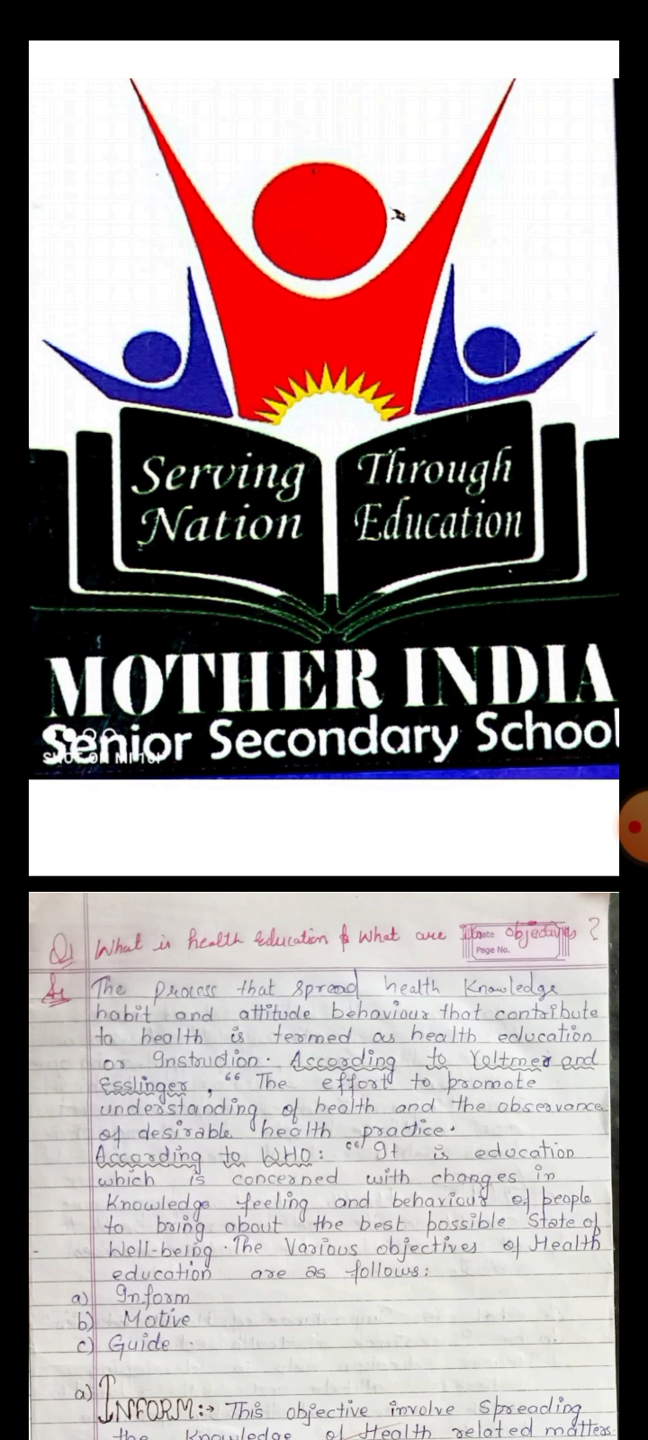 Serving Through
Nation Education
MOTHER INDIA
Senior Secondary School
Q1 What is health education & What are objectives ?
Date
Page No.
The process that spread health Knowledge
habit and attitude behaviour that contribute
to health is termed as health education
or Instruction. According to Voltmer and
Esslinger , “ The effort to promote
understanding of health and the observance
of desirable health practice.
According to WHO: “ It is education
which is concerned with changes in
Knowledge feeling and behaviour of people
to bring about the best possible State of
Well-being . The Various objectives of Health
education are as follows:
a) Inform
b) Motive
c) Guide .
a) INFORM:→ This objective involve Spreading
the Knowledge of Health related matters.